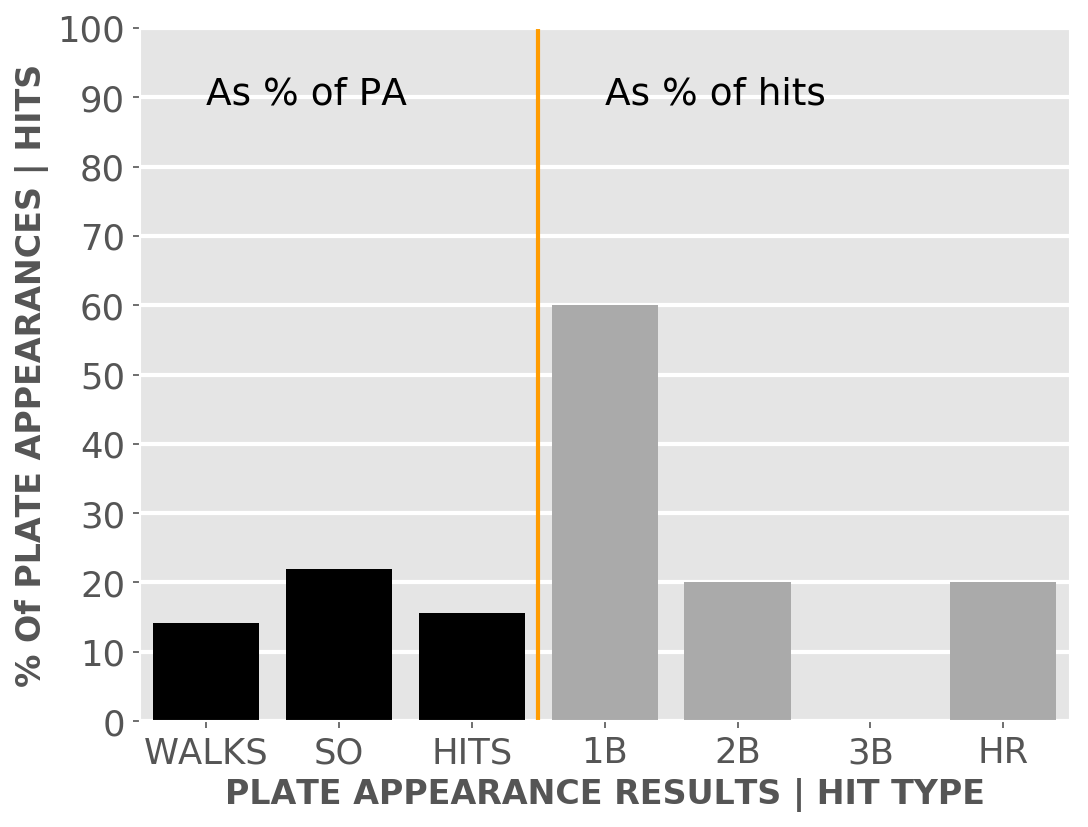 100
90
80
70
60
50
40
30
20
10
0
% Of PLATE APPEARANCES | HITS
As % of PA
As % of hits
WALKS SO HITS 1B 2B 3B HR
PLATE APPEARANCE RESULTS | HIT TYPE